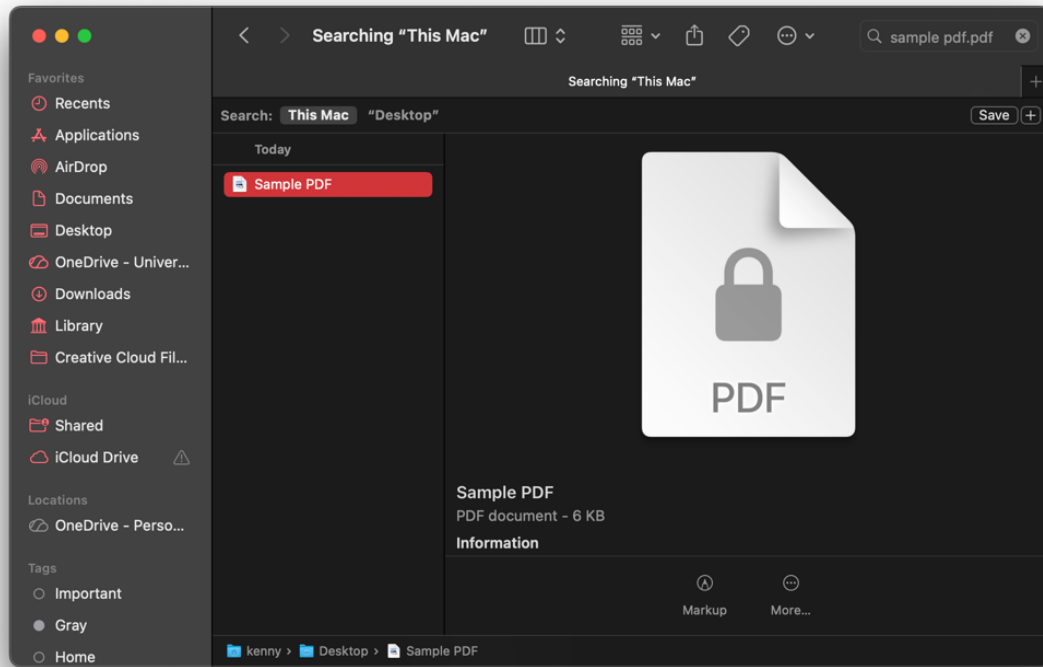 Searching “This Mac”
sample pdf.pdf
Searching “This Mac”
Search: This Mac “Desktop”
Save
Favorites
Recents
Applications
AirDrop
Documents
Desktop
OneDrive - Univer...
Downloads
Library
Creative Cloud Fil...
iCloud
Shared
iCloud Drive
Locations
OneDrive - Perso...
Tags
Important
Gray
Home
Today
Sample PDF
PDF
Sample PDF
PDF document - 6 KB
Information
Markup
More...
kenny › Desktop › Sample PDF